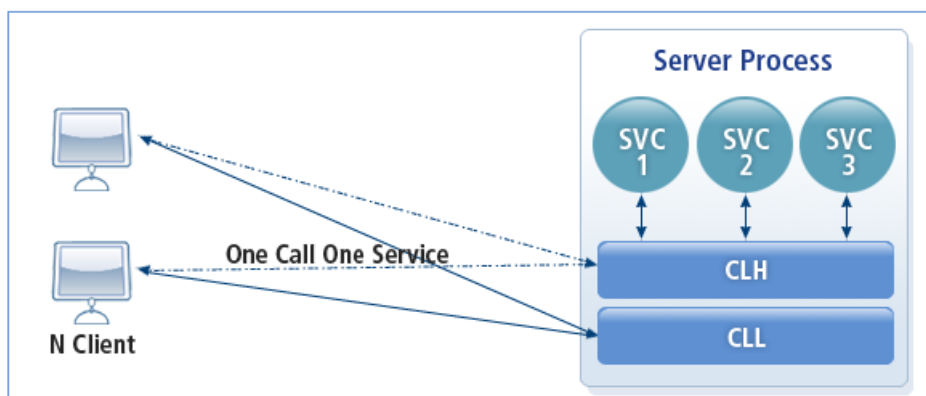 Server Process
SVC
1
SVC
2
SVC
3
One Call One Service
CLH
N Client
CLL